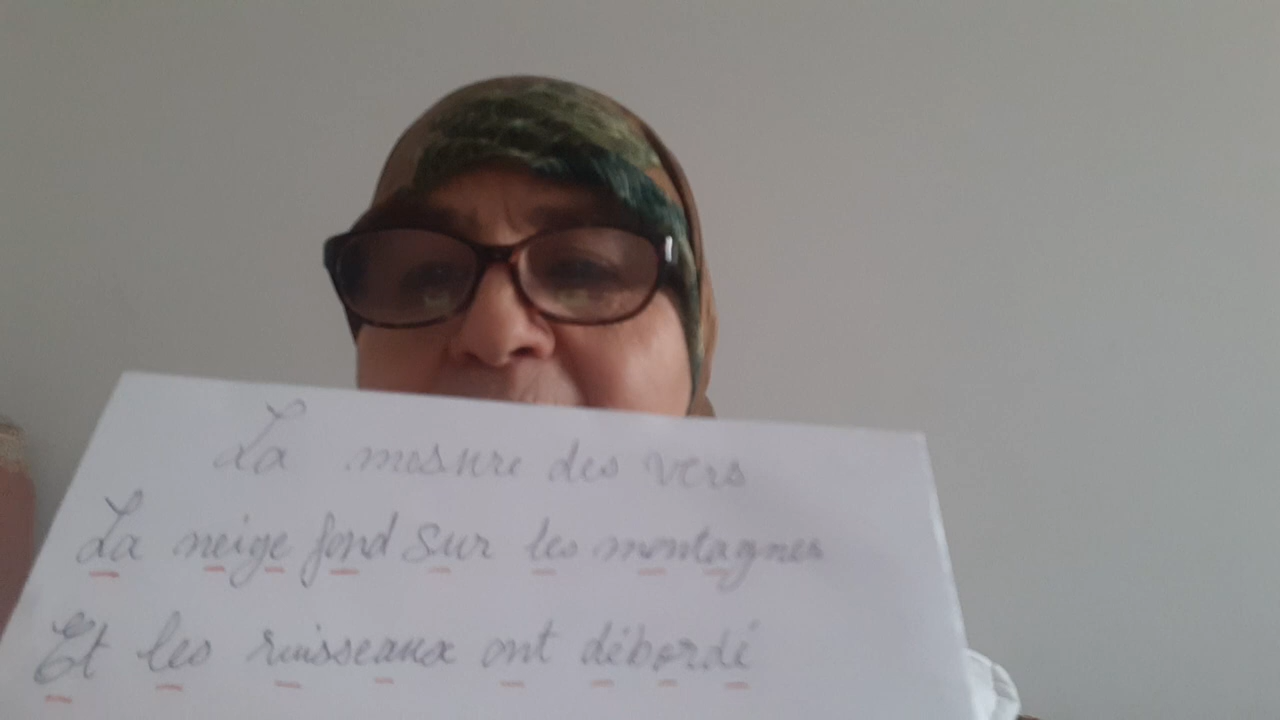 La mesure des vers
La neige fond sur les montagnes
Et les ruisseaux ont débordé